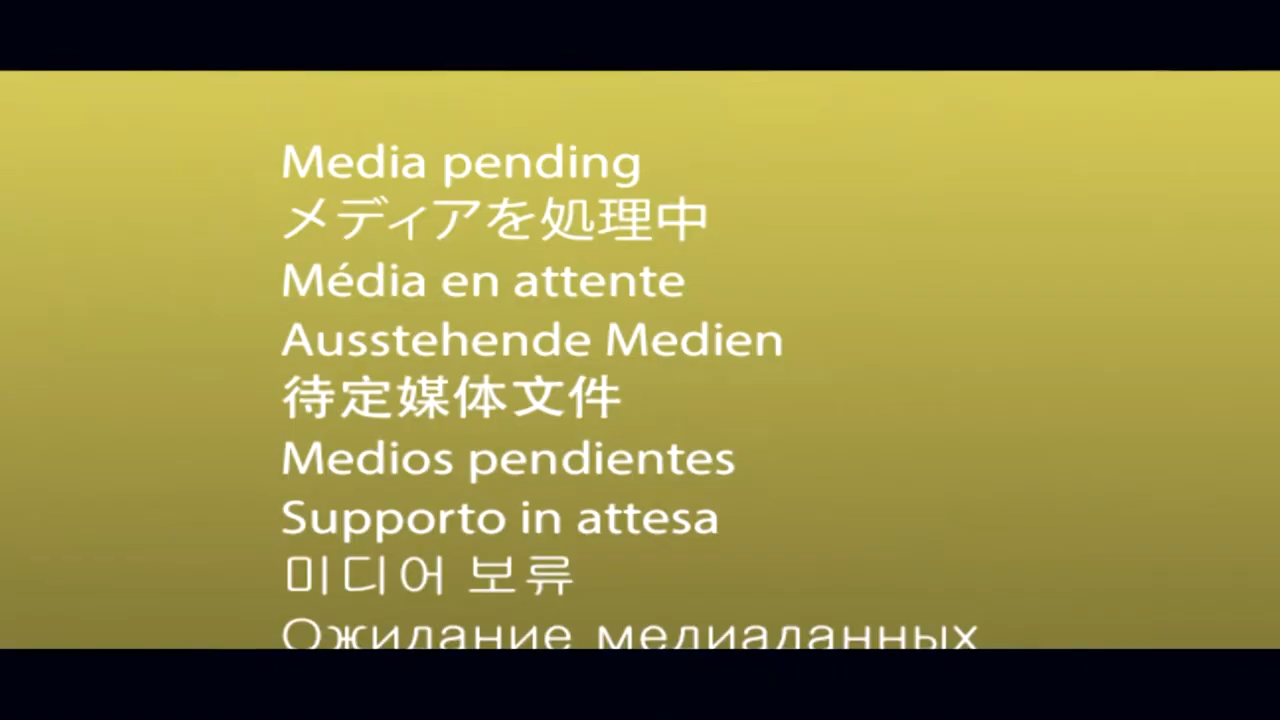 Media pending
メディアを処理中
Média en attente
Ausstehende Medien
待定媒体文件
Medios pendientes
Supporto in attesa
미디어 보류
Ожидание медиаданных